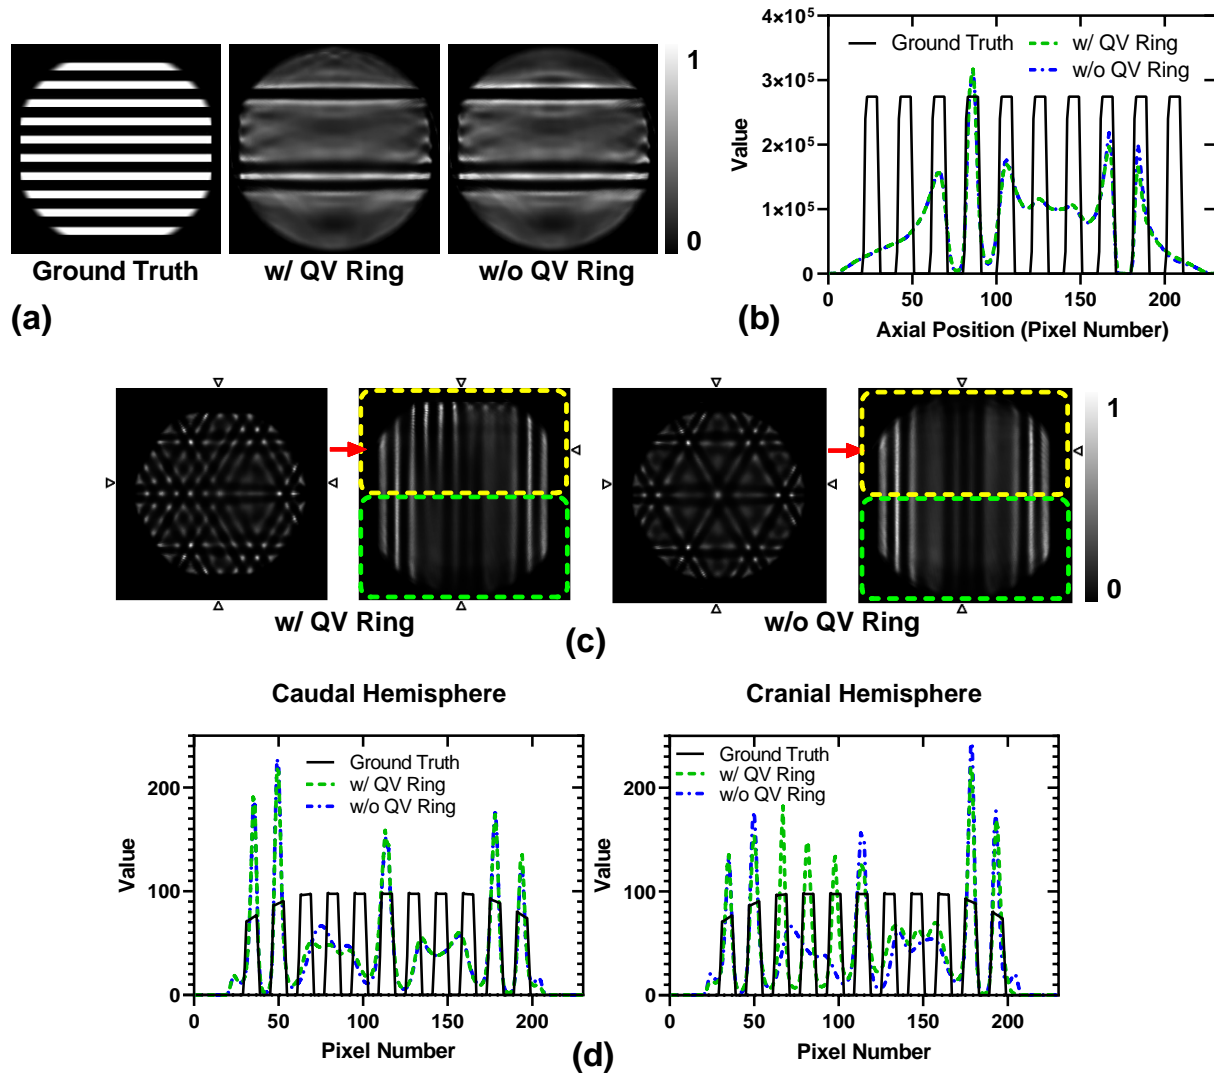 1
0
Ground Truth
w/ QV Ring
w/o QV Ring
(a)
4×10⁵
3×10⁵
2×10⁵
1×10⁵
0
Value
Ground Truth
w/ QV Ring
w/o QV Ring
0 50 100 150 200
Axial Position (Pixel Number)
(b)
1
0
w/ QV Ring
w/o QV Ring
(c)
Caudal Hemisphere
Value
200
100
0
Ground Truth
w/ QV Ring
w/o QV Ring
0 50 100 150 200
Pixel Number
Cranial Hemisphere
Value
200
100
0
Ground Truth
w/ QV Ring
w/o QV Ring
0 50 100 150 200
Pixel Number
(d)